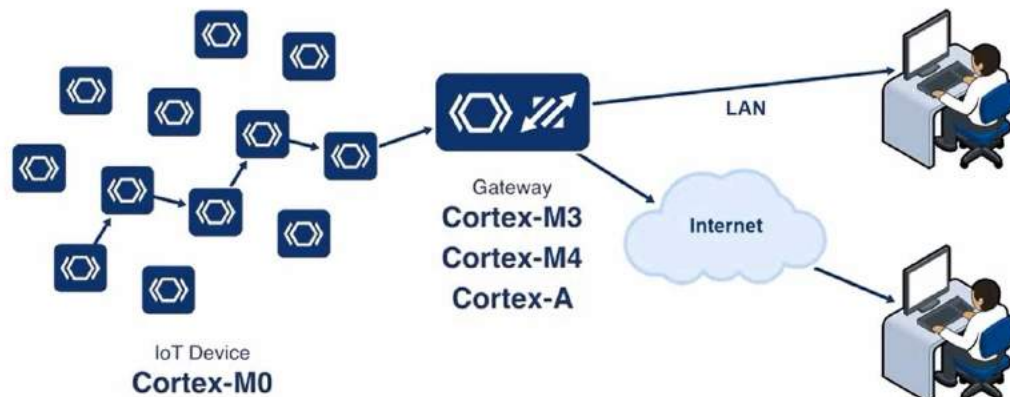 LAN
Gateway
Cortex-M3
Cortex-M4
Cortex-A
Internet
IoT Device
Cortex-M0